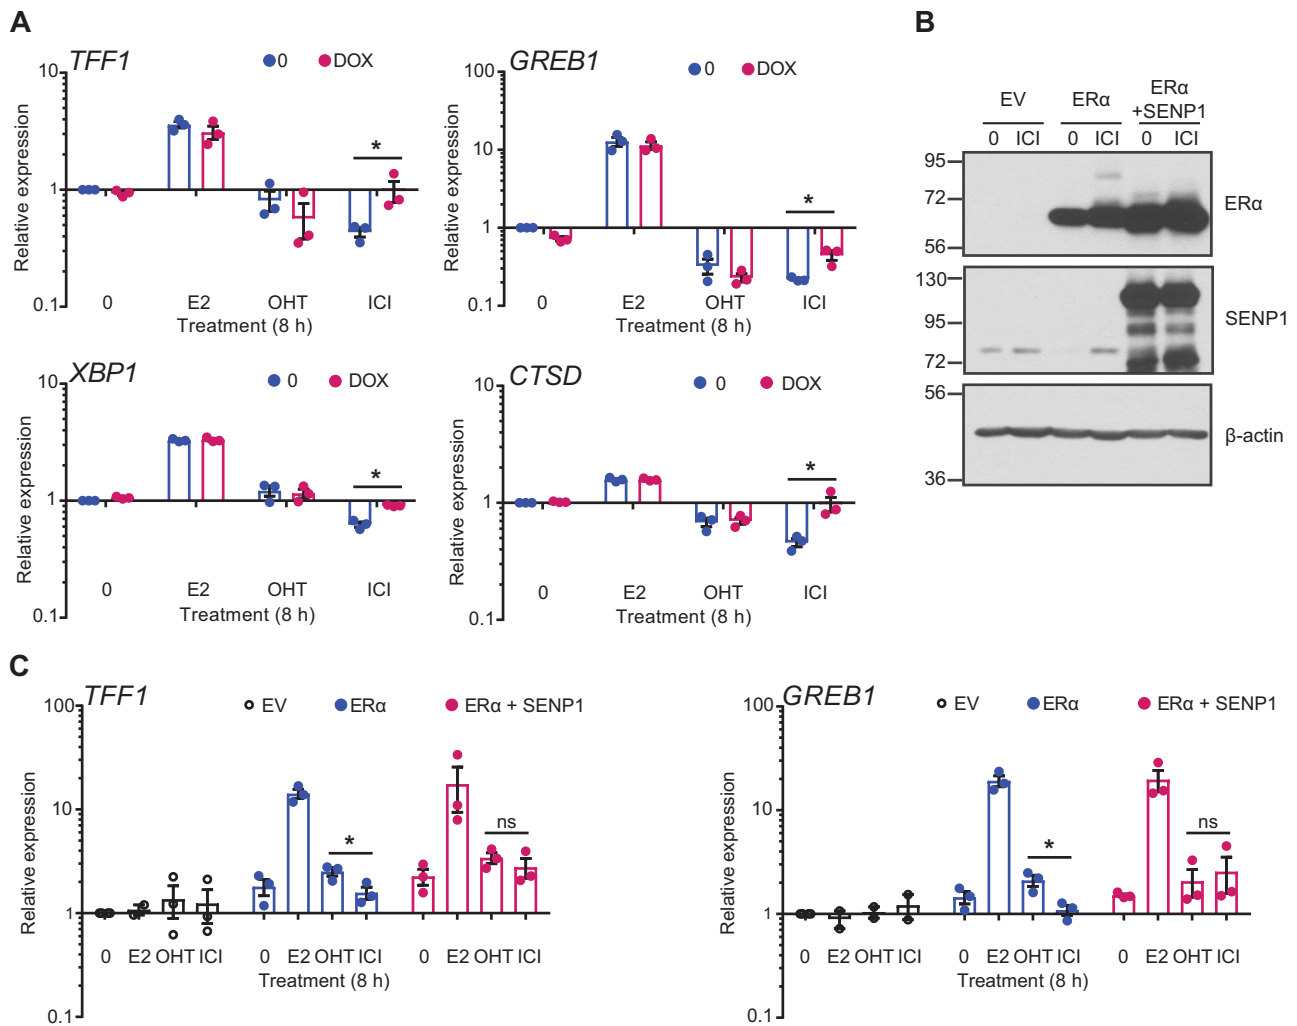 A
TFF1
0 DOX
10
1
0.1
Relative expression
*
0 E2 OHT ICI
Treatment (8 h)
GREB1
0 DOX
100
10
1
0.1
Relative expression
*
0 E2 OHT ICI
Treatment (8 h)
XBP1
0 DOX
10
1
0.1
Relative expression
*
0 E2 OHT ICI
Treatment (8 h)
CTSD
0 DOX
10
1
0.1
Relative expression
*
0 E2 OHT ICI
Treatment (8 h)
B
EV ERα ERα
+SENP1
0 ICI 0 ICI 0 ICI
95
72
56
ERα
130
95
72
SENP1
56
36
β-actin
C
TFF1
EV ERα ERα + SENP1
100
10
1
0.1
Relative expression
* ns
0 E2 OHT ICI 0 E2 OHT ICI 0 E2 OHT ICI
Treatment (8 h)
GREB1
EV ERα ERα + SENP1
100
10
1
0.1
Relative expression
* ns
0 E2 OHT ICI 0 E2 OHT ICI 0 E2 OHT ICI
Treatment (8 h)